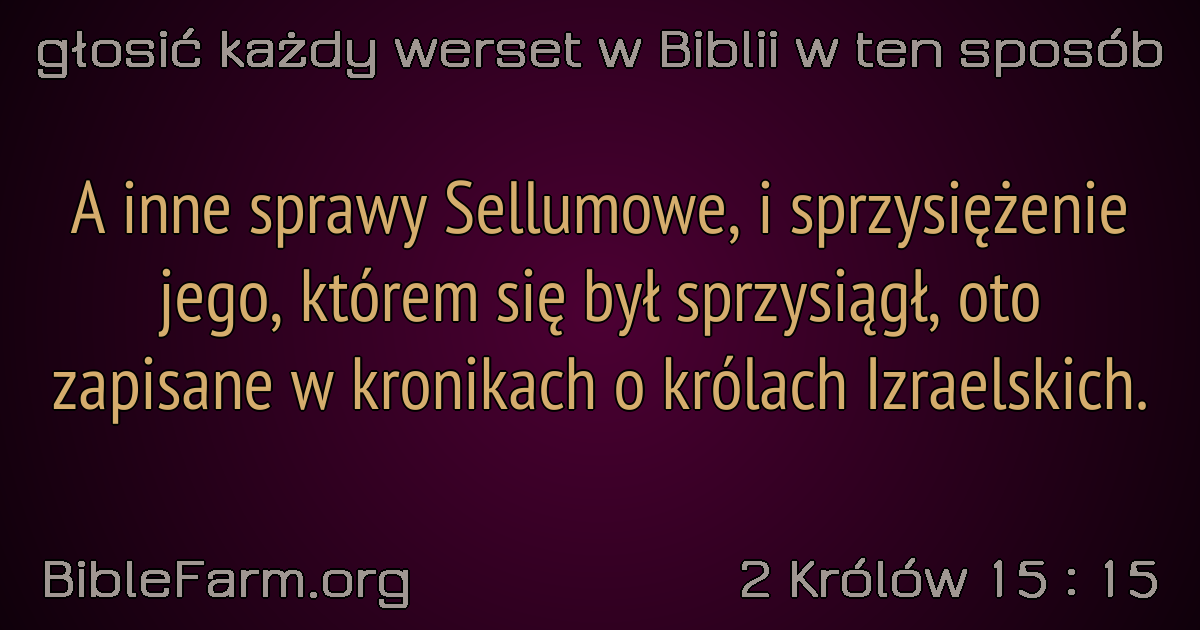 głosić każdy werset w Biblii w ten sposób
A inne sprawy Sellumowe, i sprzysiężenie
jego, którem się był sprzysiągł, oto
zapisane w kronikach o królach Izraelskich.
BibleFarm.org
2 Królów 15 : 15